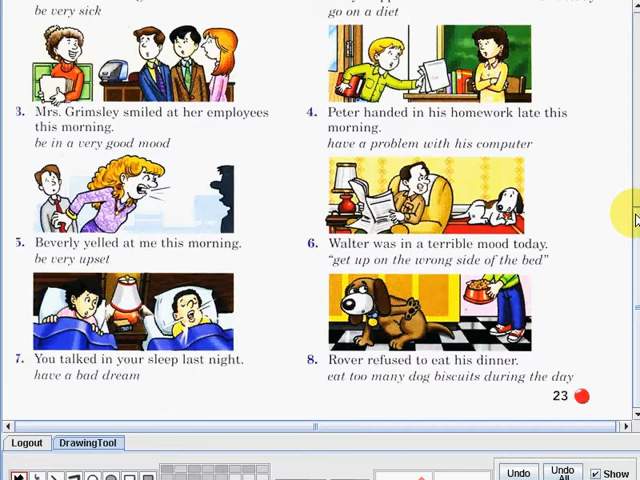 be very sick
go on a diet
3. Mrs. Grimsley smiled at her employees
this morning.
be in a very good mood
4. Peter handed in his homework late this
morning.
have a problem with his computer
5. Beverly yelled at me this morning.
be very upset
6. Walter was in a terrible mood today.
"get up on the wrong side of the bed"
7. You talked in your sleep last night.
have a bad dream
8. Rover refused to eat his dinner.
eat too many dog biscuits during the day
23
Logout
DrawingTool
Undo
Undo
All
Show